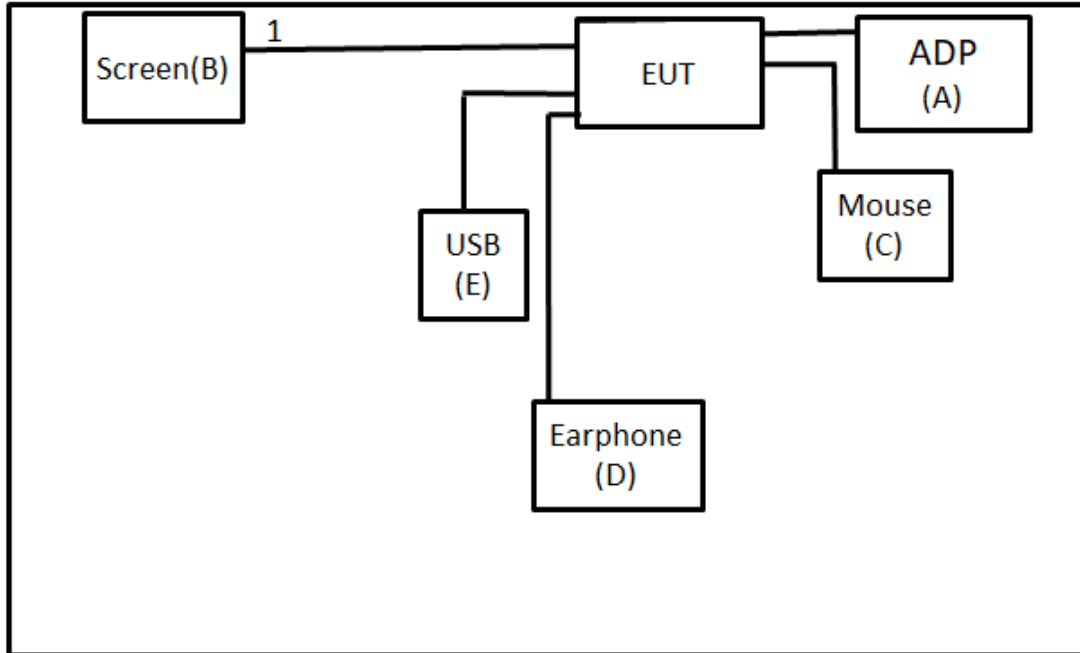 1
Screen(B)
EUT
ADP
(A)
Mouse
(C)
USB
(E)
Earphone
(D)